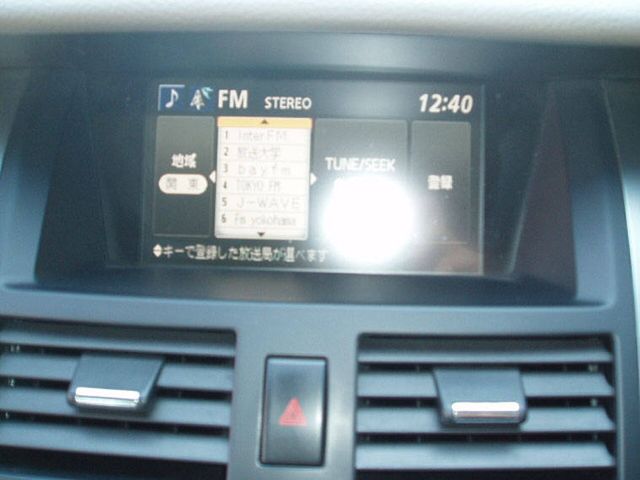 FM STEREO 12:40
地域
関東
1 InterFM
2 放送大学
3 bayfm
4 TOKYO FM
5 J-WAVE
6 Fm yokohama
TUNE/SEEK
登録
キーで登録した放送局が選べます